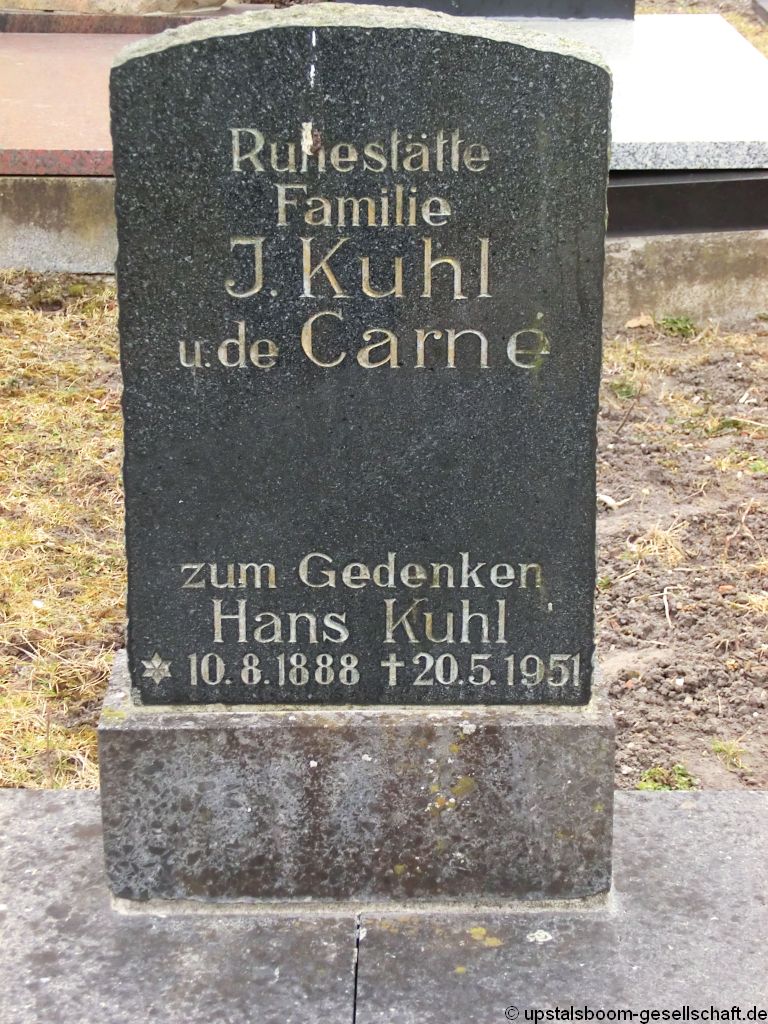 Ruhestätte
Familie
J. Kuhl
u. de Carné
zum Gedenken
Hans Kuhl
* 10.8.1888 † 20.5.1951
© upstalsboom-gesellschaft.de